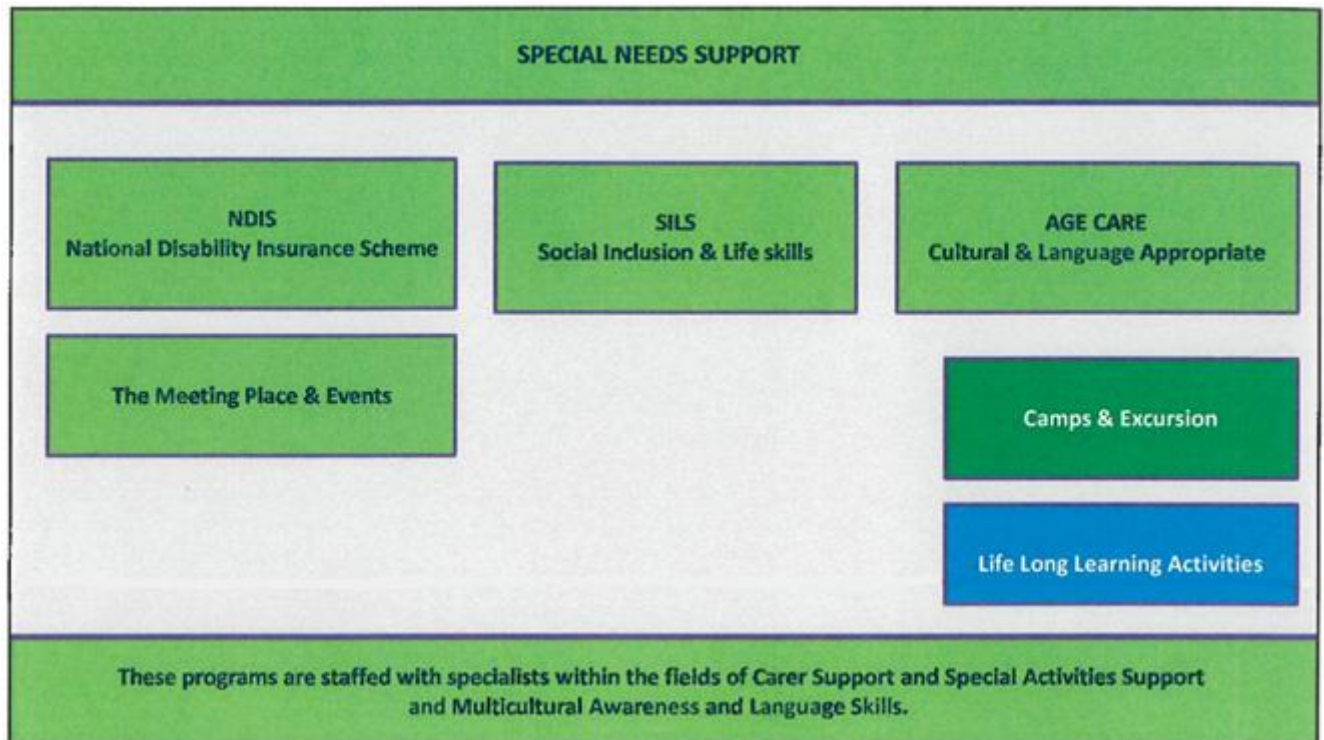 SPECIAL NEEDS SUPPORT
NDIS
National Disability Insurance Scheme
SILS
Social Inclusion & Life skills
AGE CARE
Cultural & Language Appropriate
The Meeting Place & Events
Camps & Excursion
Life Long Learning Activities
These programs are staffed with specialists within the fields of Carer Support and Special Activities Support
and Multicultural Awareness and Language Skills.